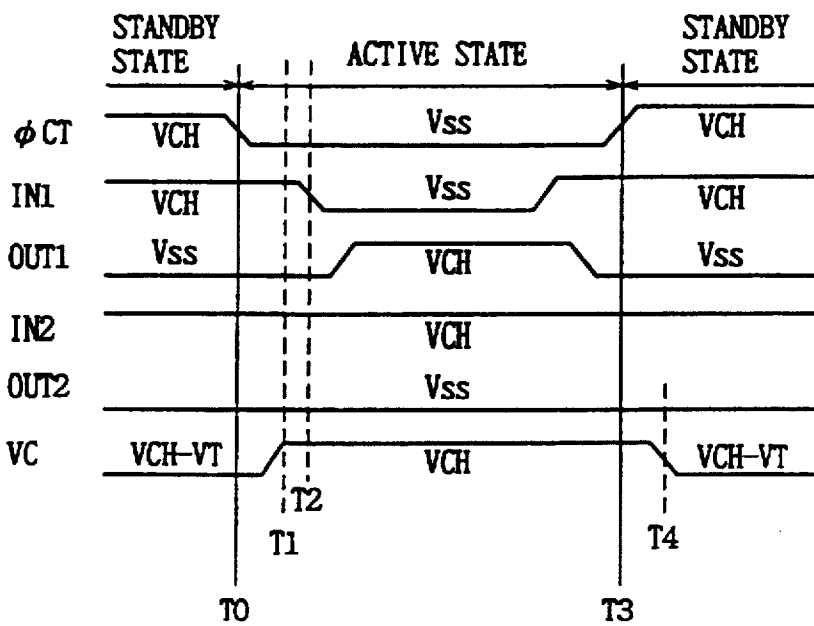 STANDBY STATE
ACTIVE STATE
STANDBY STATE
φCT VCH Vss VCH
IN1 VCH Vss VCH
OUT1 Vss VCH Vss
IN2 VCH
OUT2 Vss
VC VCH-VT VCH VCH-VT
T2
T1 T4
T0 T3